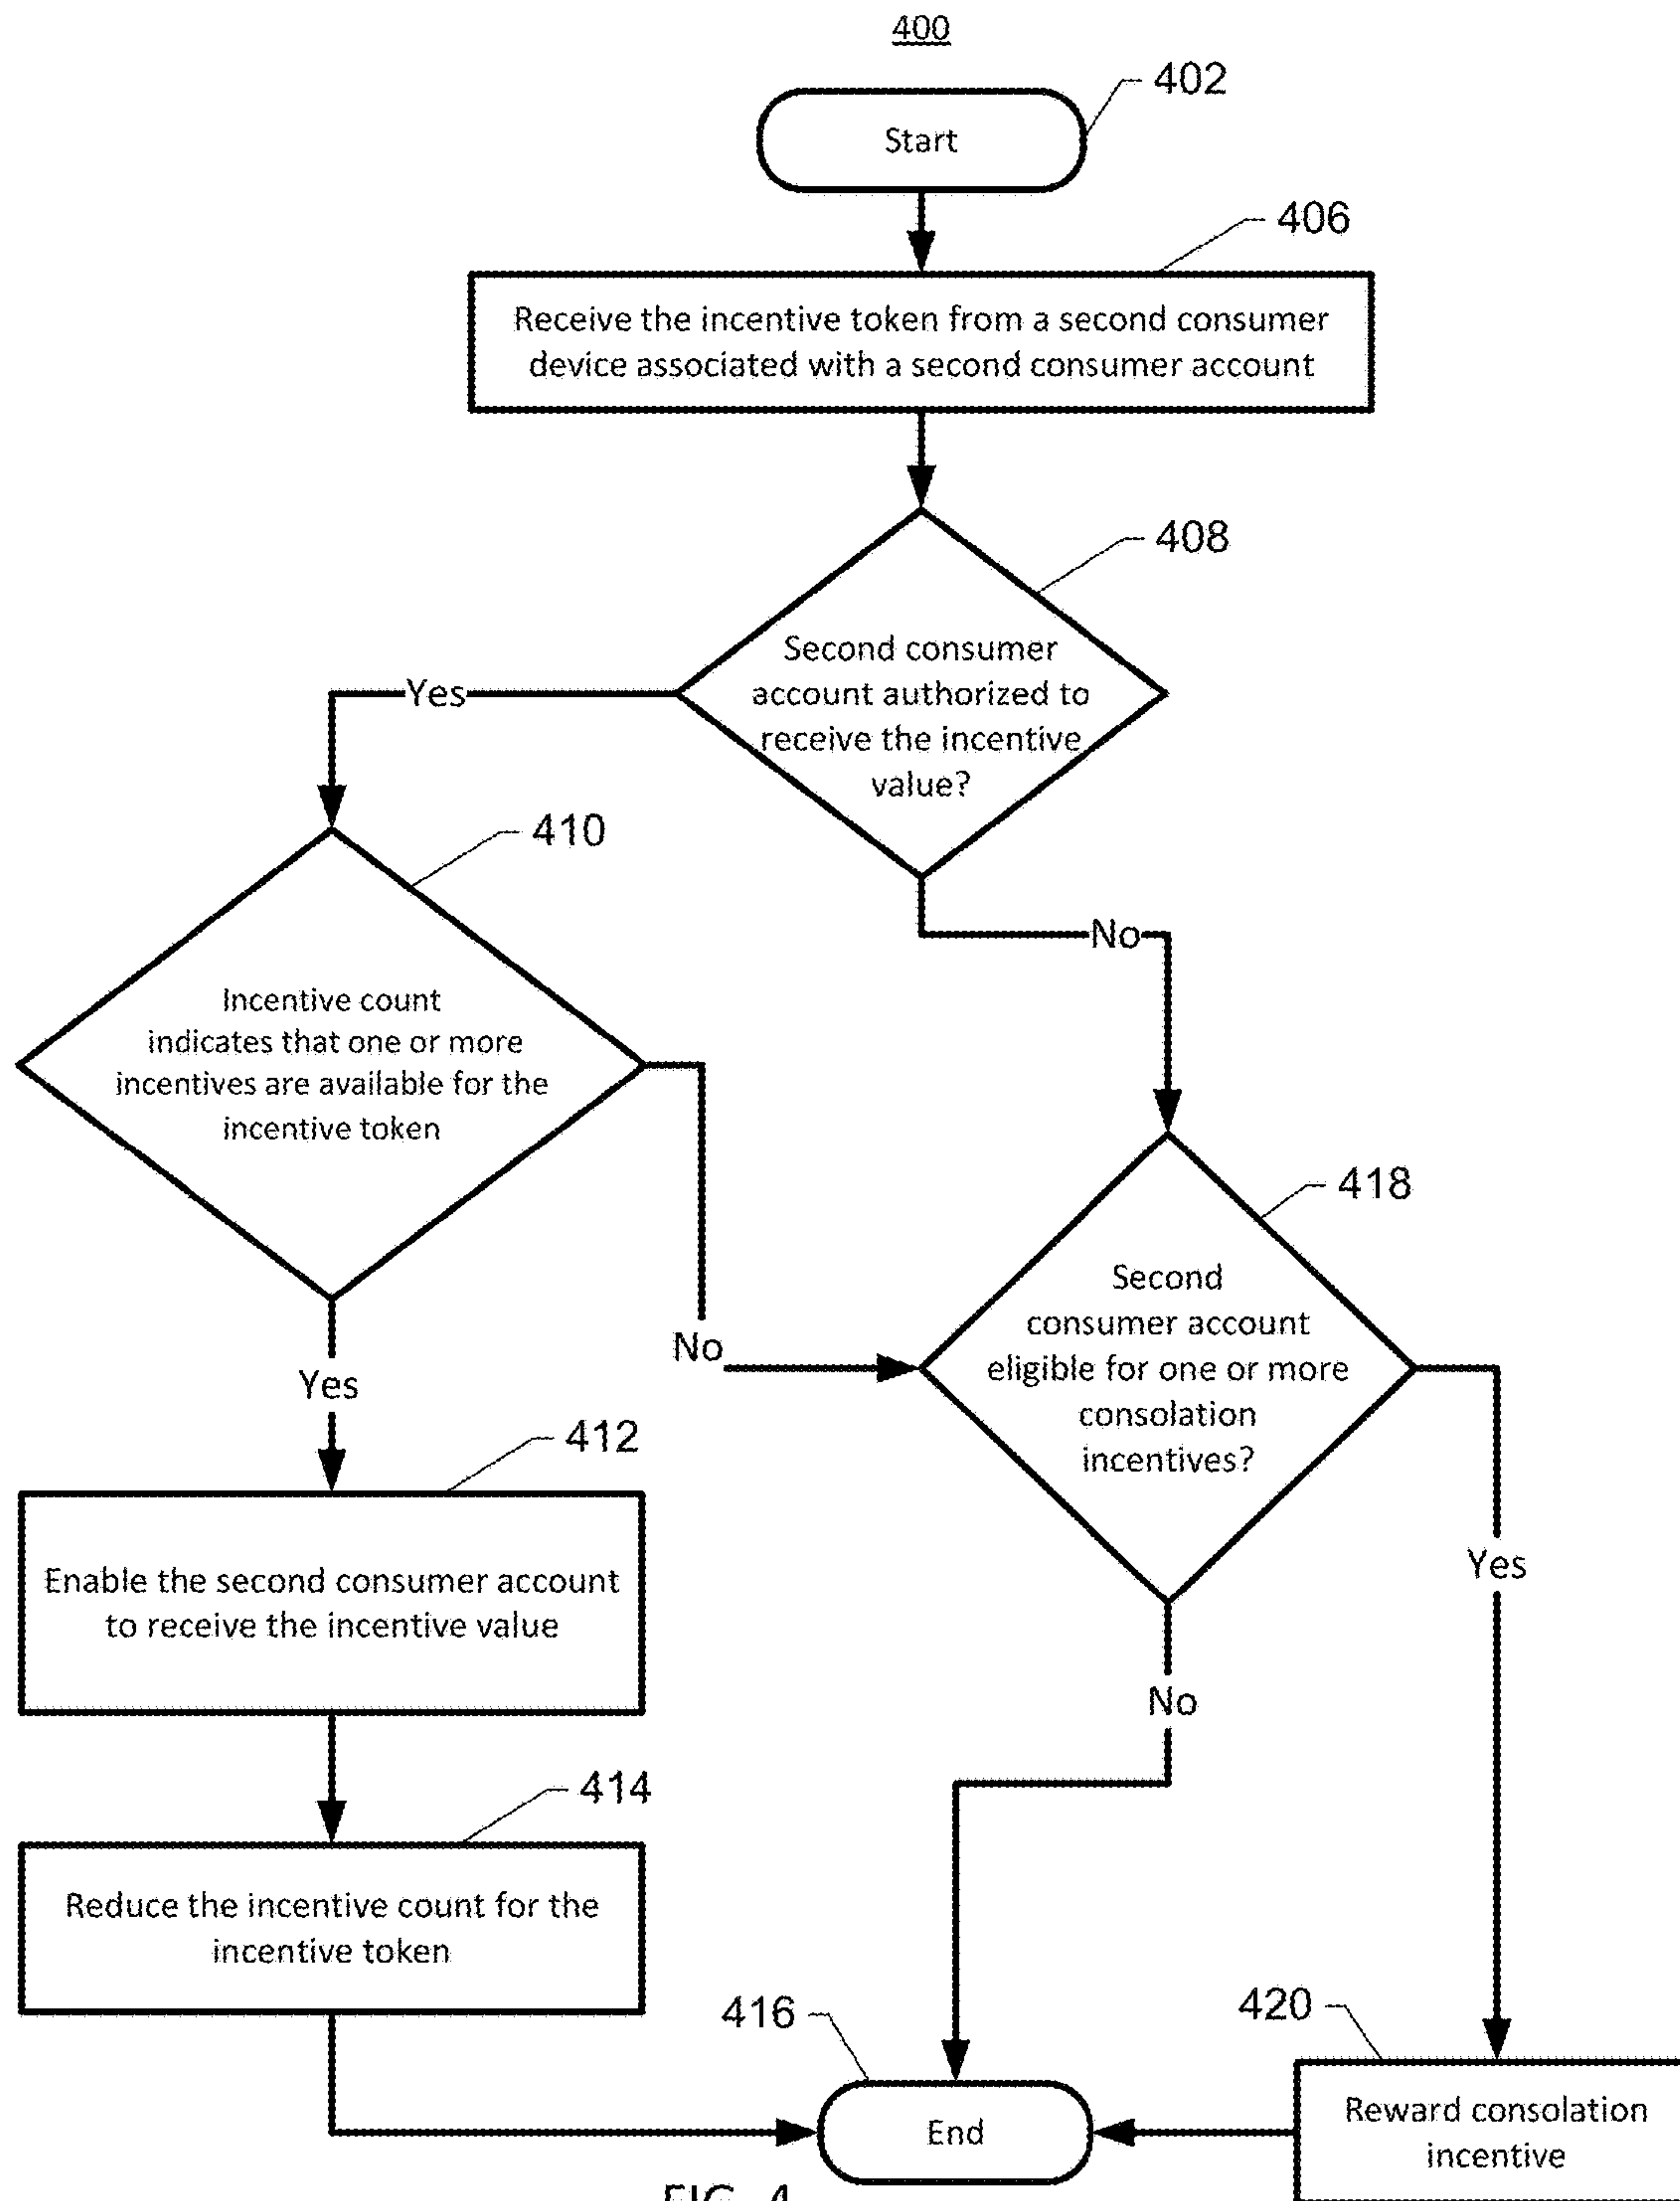 400
402
Start
406
Receive the incentive token from a second consumer
device associated with a second consumer account
408
Second consumer
account authorized to
receive the incentive
value?
Yes
410
No
Incentive count
indicates that one or more
incentives are available for the
incentive token
418
Second
consumer account
eligible for one or more
consolation
incentives?
No
Yes
412
Yes
Enable the second consumer account
to receive the incentive value
No
414
Reduce the incentive count for the
incentive token
416
420
End
Reward consolation
incentive
FIG. 4